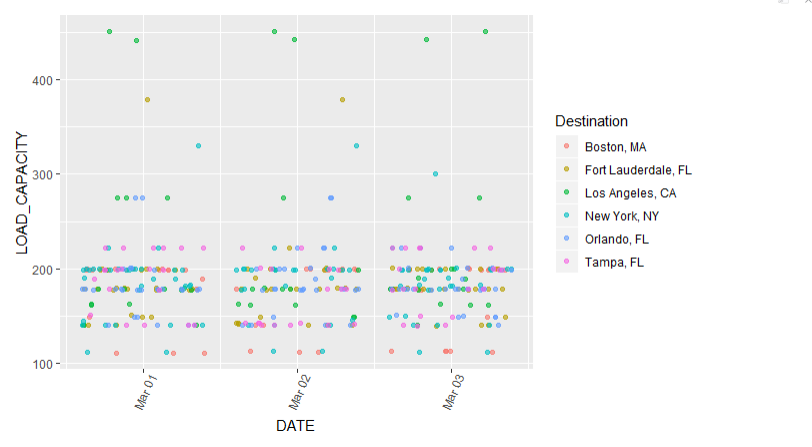 LOAD_CAPACITY
400
300
200
100
Mar 01
Mar 02
Mar 03
DATE
Destination
Boston, MA
Fort Lauderdale, FL
Los Angeles, CA
New York, NY
Orlando, FL
Tampa, FL